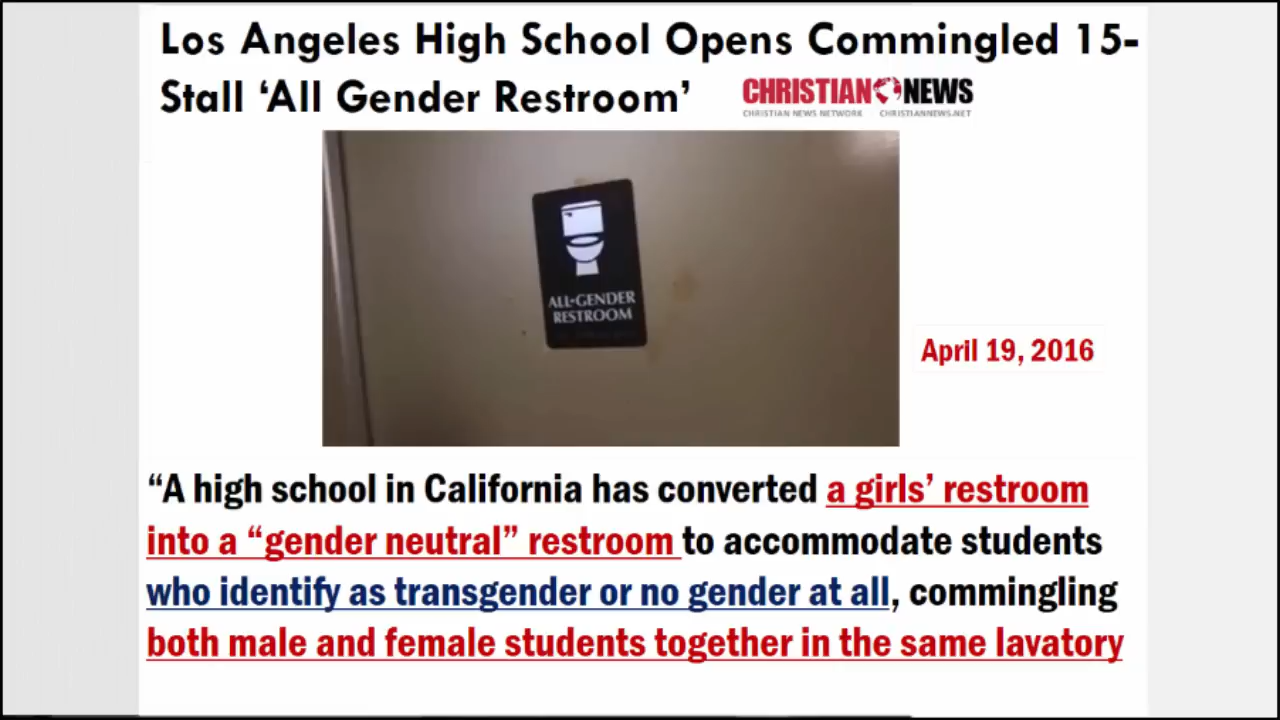 Los Angeles High School Opens Commingled 15-
Stall ‘All Gender Restroom’
CHRISTIAN NEWS
CHRISTIAN NEWS NETWORK CHRISTIANNEWS.NET
ALL-GENDER
RESTROOM
April 19, 2016
“A high school in California has converted a girls’ restroom
into a “gender neutral” restroom to accommodate students
who identify as transgender or no gender at all, commingling
both male and female students together in the same lavatory